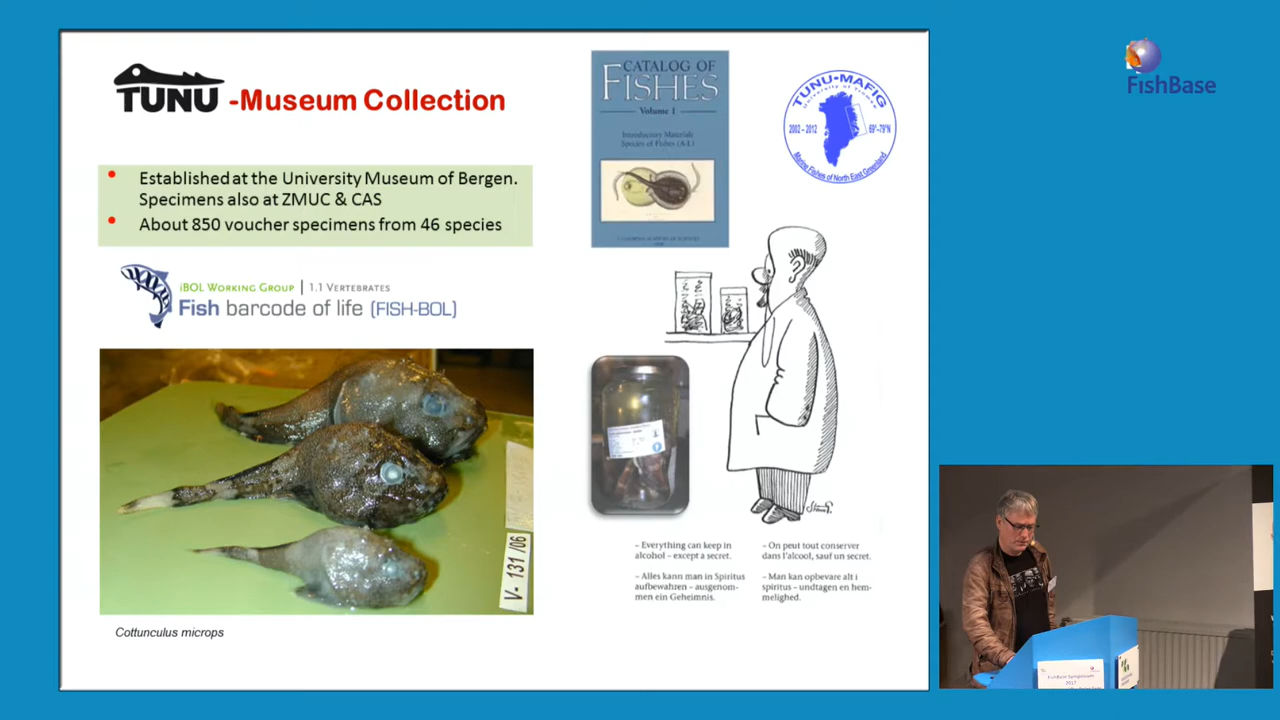 TUNU -Museum Collection
• Established at the University Museum of Bergen.
Specimens also at ZMUC & CAS
• About 850 voucher specimens from 46 species
iBOL Working Group | 1.1 Vertebrates
Fish barcode of life (FISH-BOL)
V- 131/06
Cottunculus microps
CATALOG OF
FISHES
Volume 1
Introductory Materials
Species of Fishes (A-L)
TUNU-MAFIG
University of Tromsø
2002 – 2012
69°–79°N
Marine Fishes of North East Greenland
– Everything can keep in
alcohol – except a secret.
– On peut tout conserver
dans l'alcool, sauf un secret.
– Alles kann man in Spiritus
aufbewahren – ausgenom-
men ein Geheimnis.
– Man kan opbevare alt i
spiritus – undtagen en hem-
melighed.
FishBase
FishBase Symposium
2017